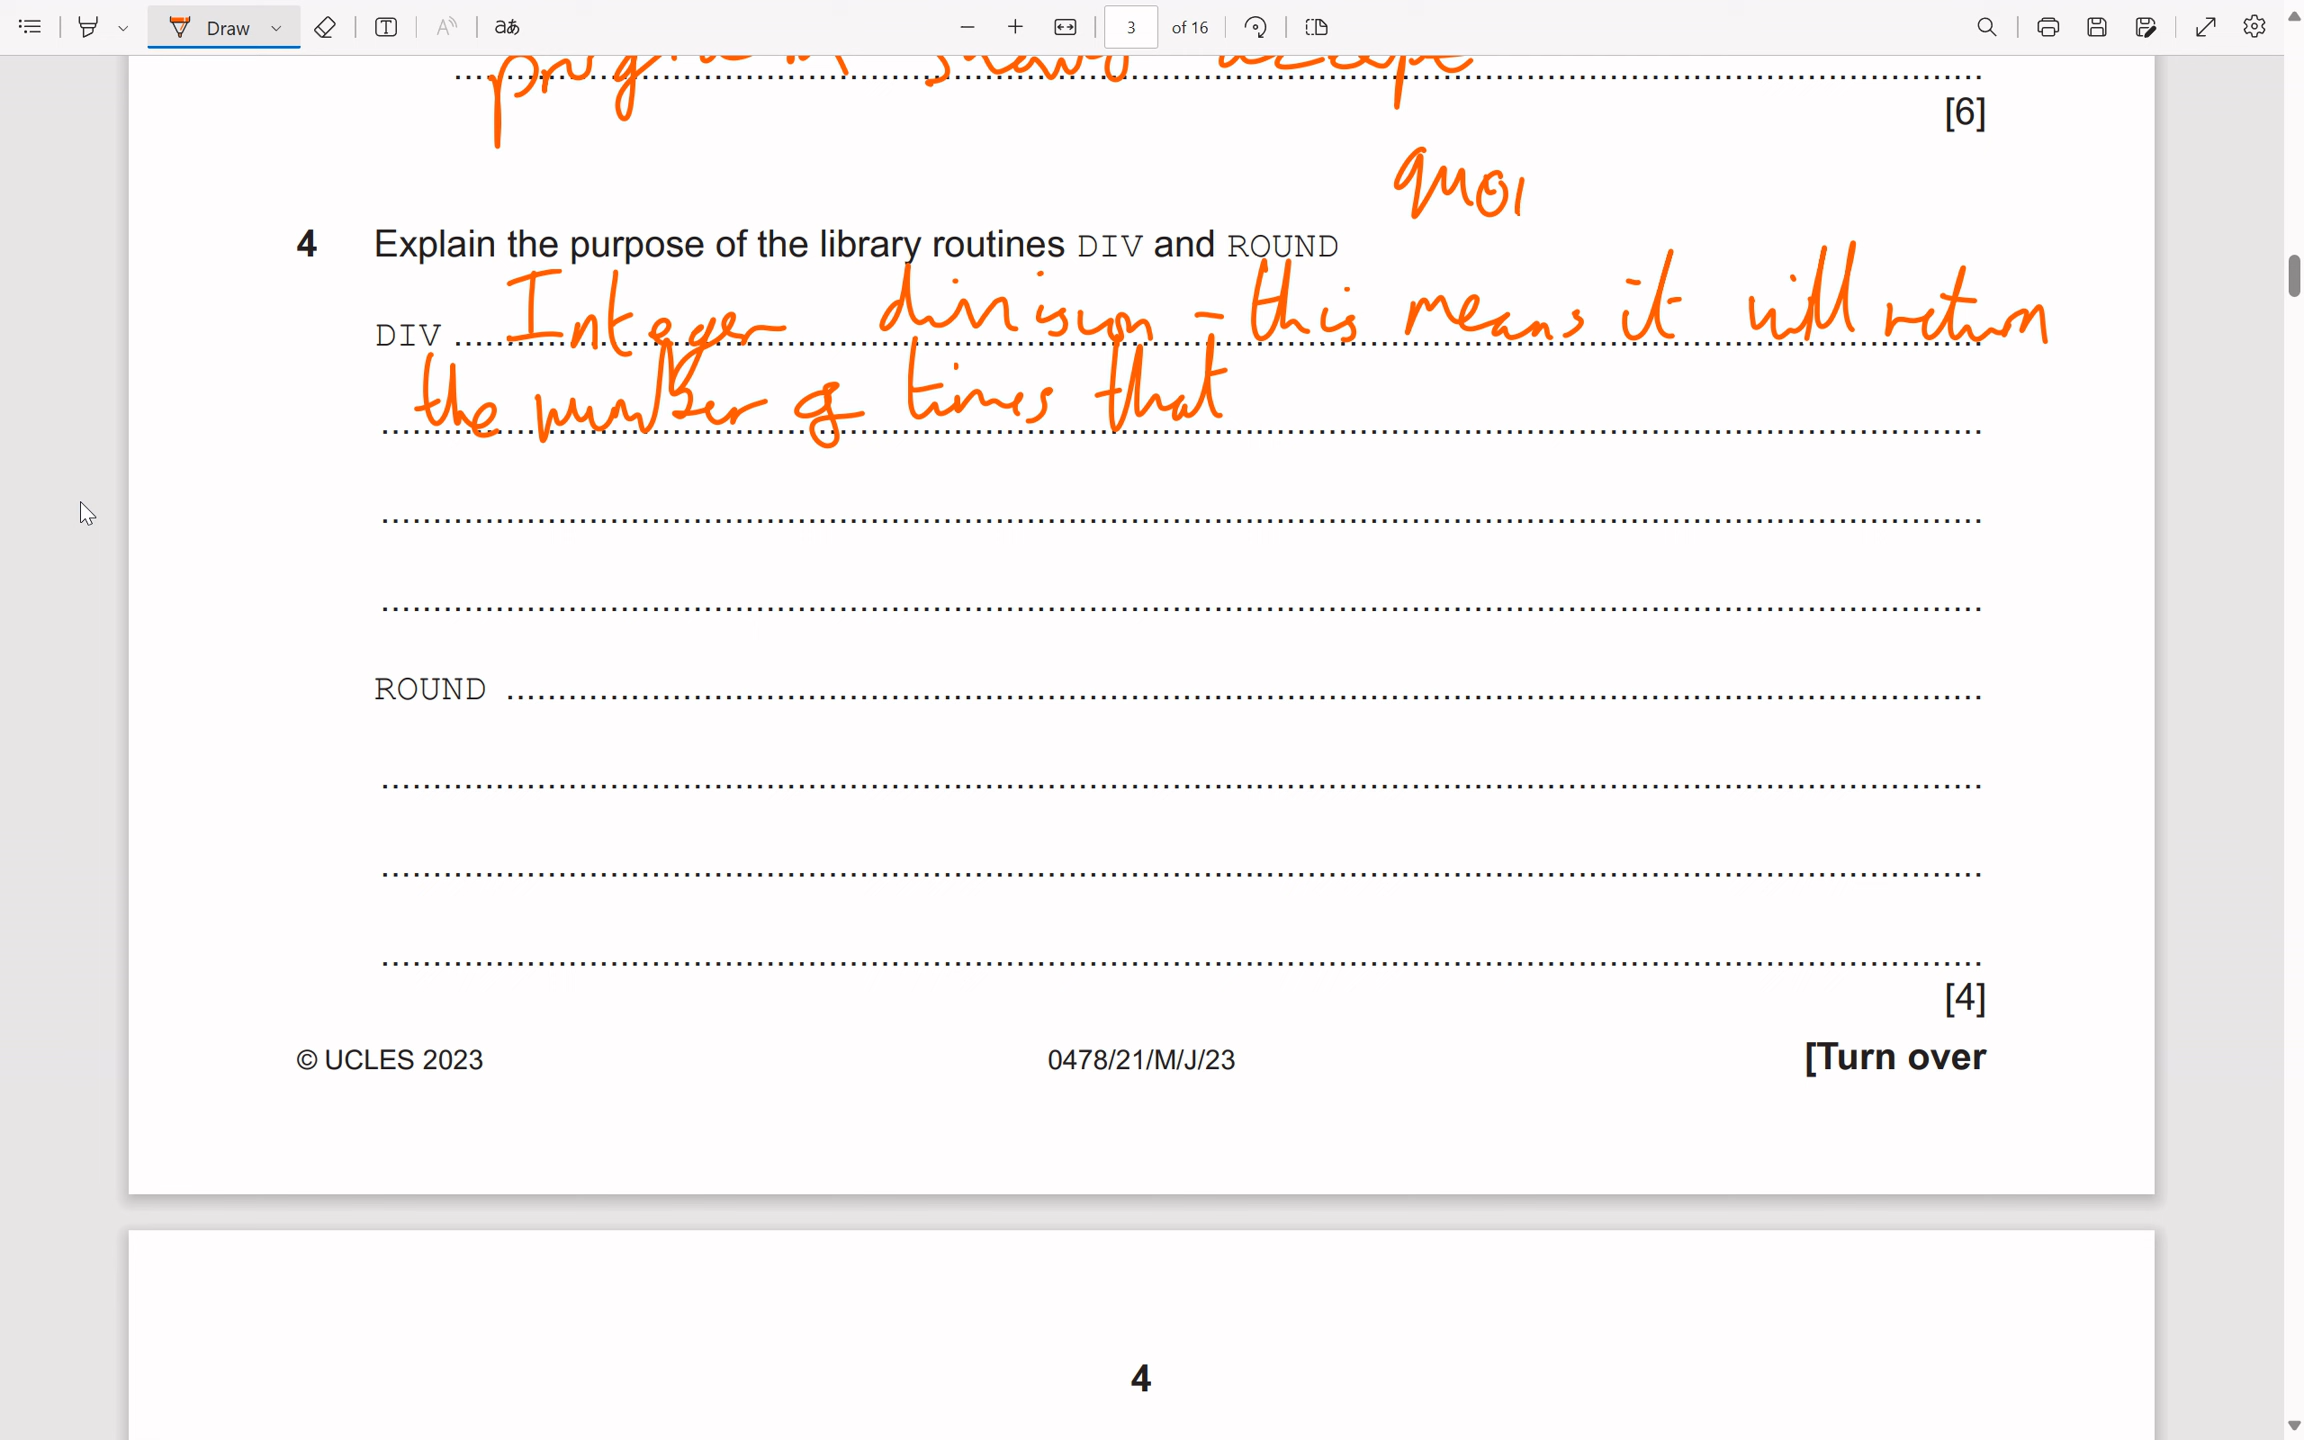 Draw
aあ
3 of 16
[6]
4 Explain the purpose of the library routines DIV and ROUND
DIV Integer division - this means it will return
the number of times that
ROUND
[4]
© UCLES 2023 0478/21/M/J/23 [Turn over
4